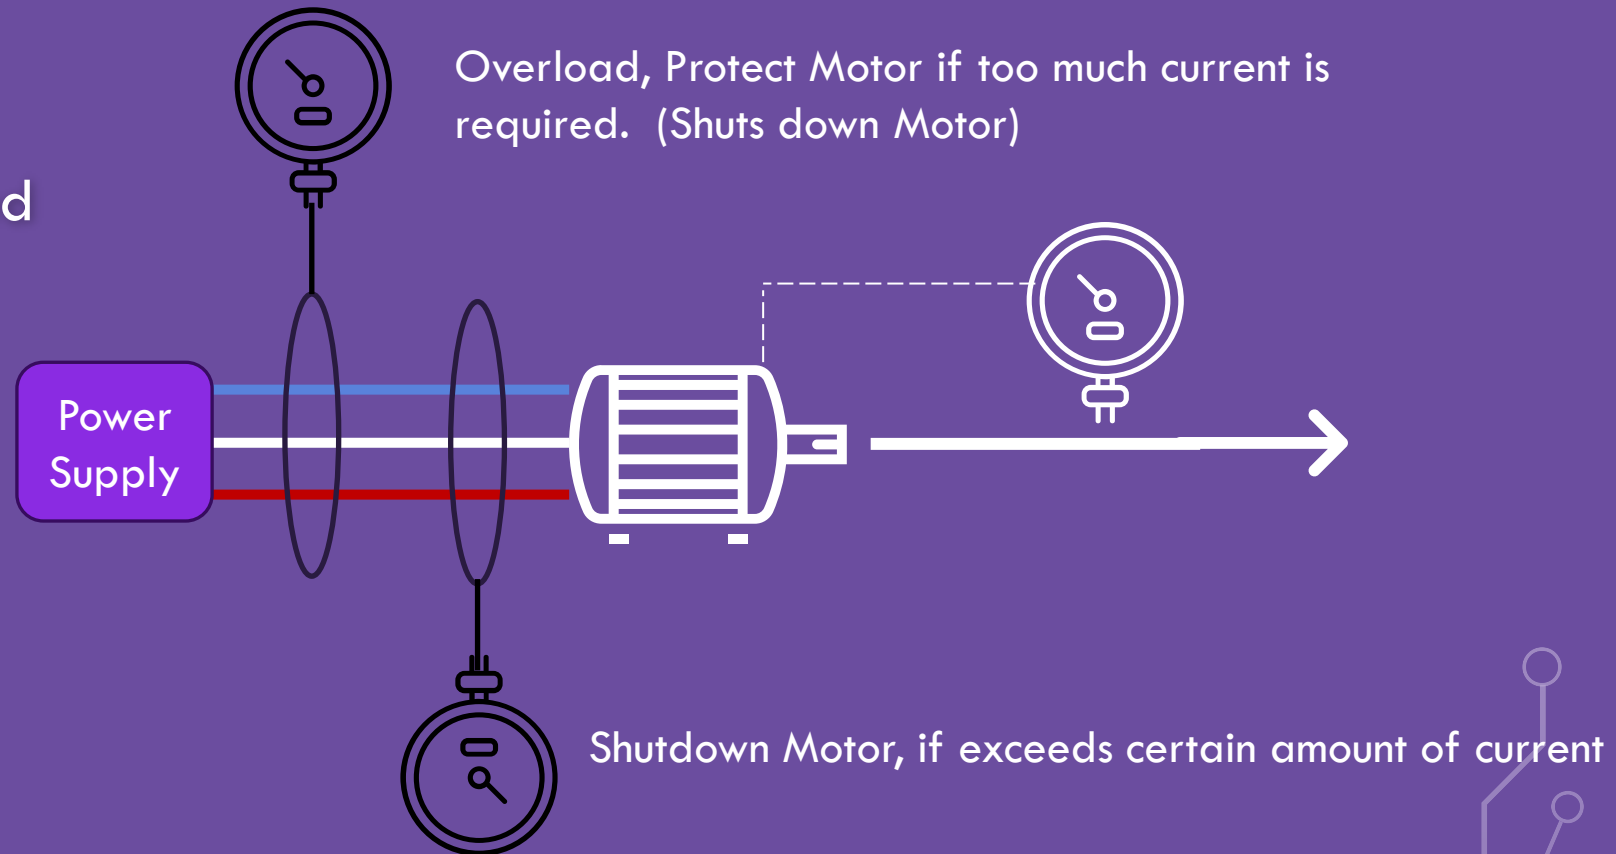 Overload, Protect Motor if too much current is
required.  (Shuts down Motor)
d
Power
Supply
Shutdown Motor, if exceeds certain amount of current